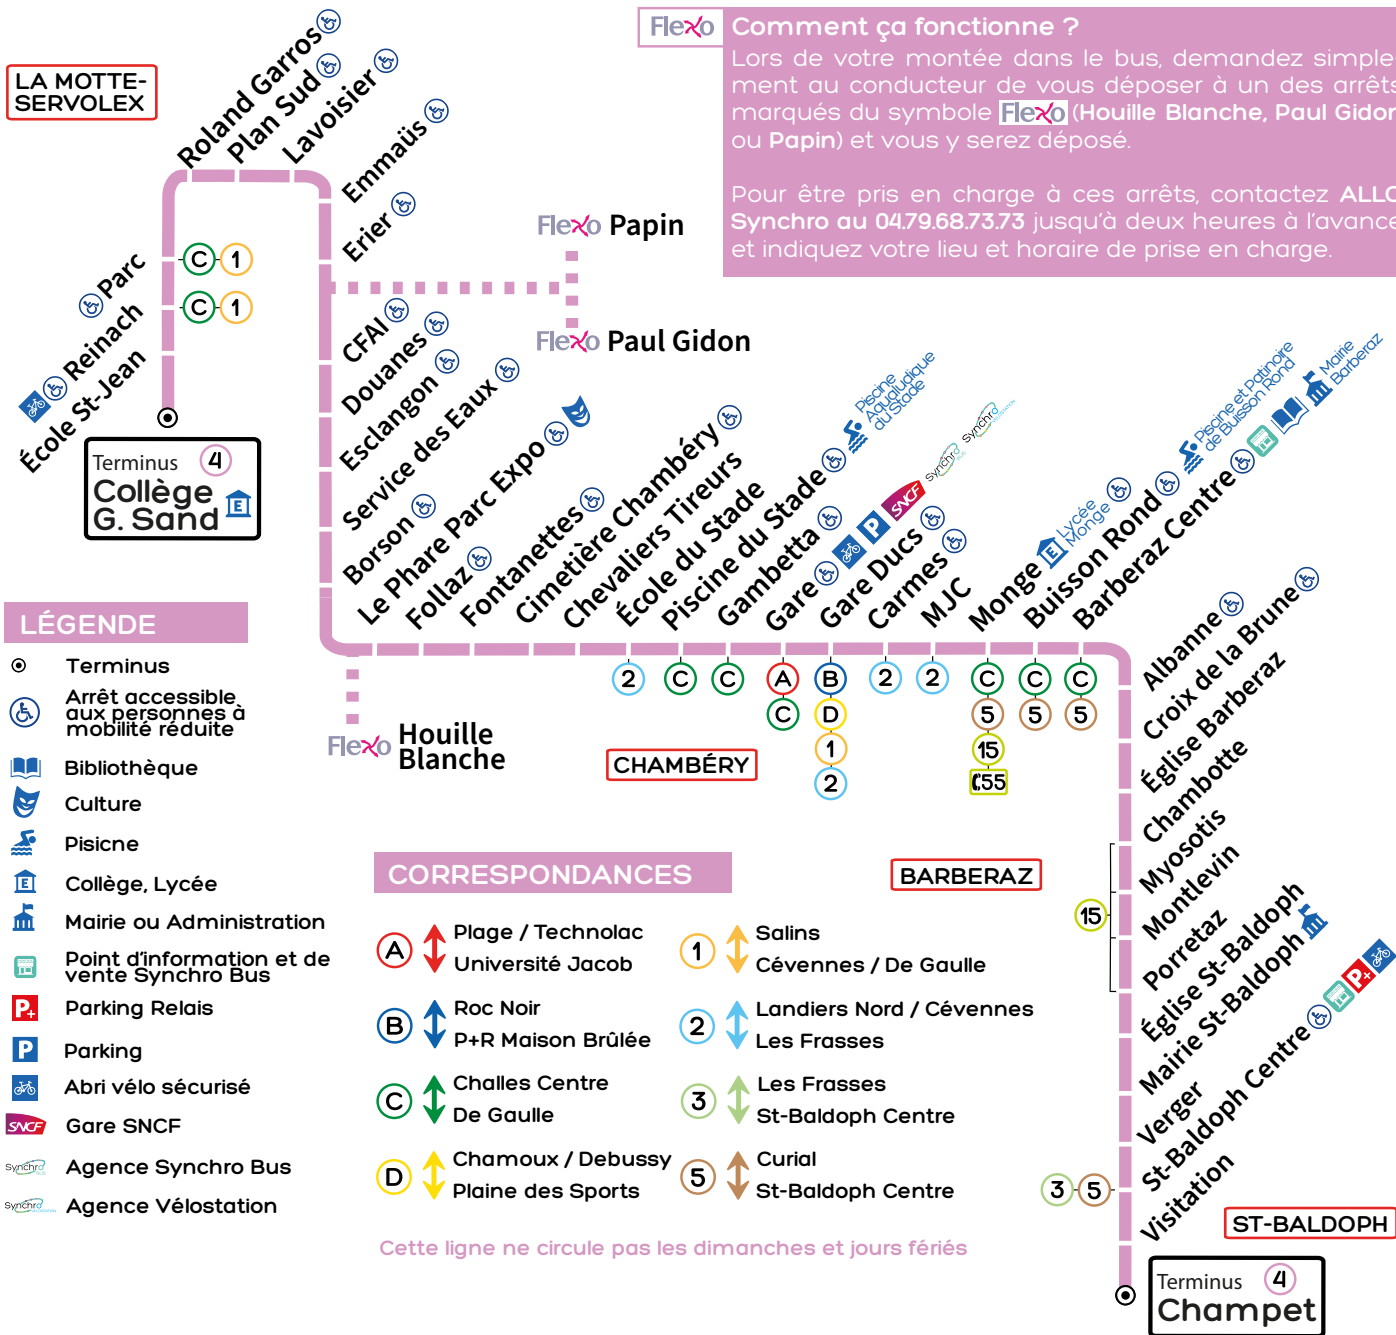 Flexo
Comment ça fonctionne ?
Lors de votre montée dans le bus, demandez simple-
ment au conducteur de vous déposer à un des arrêts
marqués du symbole Flexo (Houille Blanche, Paul Gidon
ou Papin) et vous y serez déposé.
Pour être pris en charge à ces arrêts, contactez ALLO
Synchro au 04.79.68.73.73 jusqu'à deux heures à l'avance
et indiquez votre lieu et horaire de prise en charge.
LA MOTTE-
SERVOLEX
Roland Garros
Plan Sud
Lavoisier
Emmaüs
Erier
Flexo Papin
Flexo Paul Gidon
Parc
C 1
Reinach
C 1
École St-Jean
Terminus 4
Collège
G. Sand
E
CFAI
Douanes
Esclangon
Service des Eaux
Borson
Le Phare Parc Expo
Follaz
Fontanettes
Cimetière Chambéry
Chevaliers Tireurs
École du Stade
Piscine du Stade
Piscine
Aqualudique
du Stade
Gambetta
Gare
P
SNCF
Synchro
BUS
Synchro
VÉLOSTATION
Gare Ducs
Carmes
MJC
Monge
E
Lycée
Monge
Buisson Rond
Piscine et Patinoire
de Buisson Rond
Barberaz Centre
Mairie
Barberaz
2
C
C
A
C
B
D
1
2
2
2
C
5
15
55
C
5
C
5
Flexo Houille
Blanche
CHAMBÉRY
BARBERAZ
Albanne
Croix de la Brune
Église Barberaz
Chambotte
Myosotis
Montlevin
Porretaz
15
Église St-Baldoph
Mairie St-Baldoph
Verger
St-Baldoph Centre
P+
3 5
Visitation
ST-BALDOPH
Terminus 4
Champet
LÉGENDE
Terminus
Arrêt accessible
aux personnes à
mobilité réduite
Bibliothèque
Culture
Pisicne
E Collège, Lycée
Mairie ou Administration
Point d'information et de
vente Synchro Bus
P+ Parking Relais
P Parking
Abri vélo sécurisé
SNCF Gare SNCF
Synchro BUS Agence Synchro Bus
Synchro VÉLOSTATION Agence Vélostation
CORRESPONDANCES
A Plage / Technolac
Université Jacob
B Roc Noir
P+R Maison Brûlée
C Challes Centre
De Gaulle
D Chamoux / Debussy
Plaine des Sports
1 Salins
Cévennes / De Gaulle
2 Landiers Nord / Cévennes
Les Frasses
3 Les Frasses
St-Baldoph Centre
5 Curial
St-Baldoph Centre
Cette ligne ne circule pas les dimanches et jours fériés